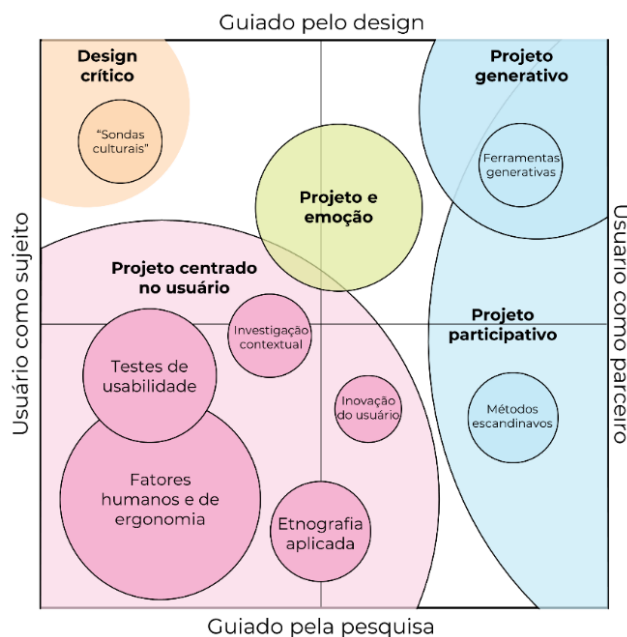 Guiado pelo design
Design
crítico
“Sondas
culturais”
Projeto
generativo
Ferramentas
generativas
Projeto e
emoção
Usuário como sujeito
Usuario como parceiro
Projeto centrado
no usuário
Investigação
contextual
Projeto
participativo
Testes de
usabilidade
Inovação
do usuário
Métodos
escandinavos
Fatores
humanos e de
ergonomia
Etnografia
aplicada
Guiado pela pesquisa